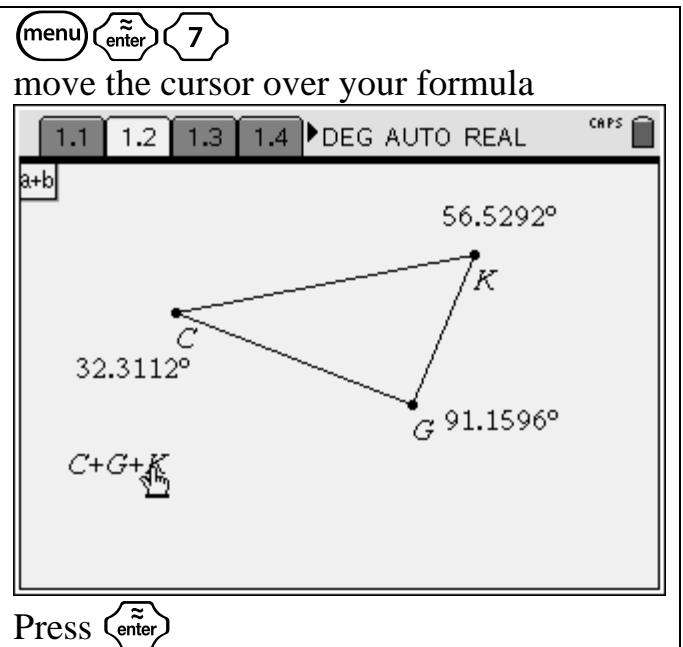 menu ≈ enter 7
move the cursor over your formula
1.1 1.2 1.3 1.4 DEG AUTO REAL CAPS
a+b
56.5292°
K
C
32.3112°
G 91.1596°
C+G+K
Press ≈ enter